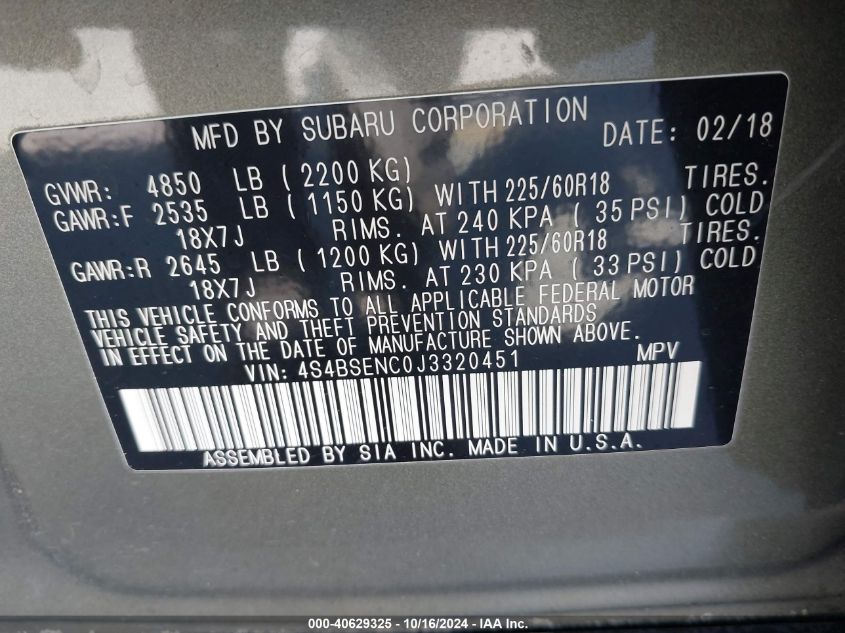 MFD BY SUBARU CORPORATION DATE: 02/18
GVWR: 4850 LB (2200 KG)
GAWR:F 2535 LB (1150 KG) WITH 225/60R18 TIRES.
18X7J RIMS. AT 240 KPA (35 PSI) COLD
GAWR:R 2645 LB (1200 KG) WITH 225/60R18 TIRES.
18X7J RIMS. AT 230 KPA (33 PSI) COLD
THIS VEHICLE CONFORMS TO ALL APPLICABLE FEDERAL MOTOR
VEHICLE SAFETY AND THEFT PREVENTION STANDARDS
IN EFFECT ON THE DATE OF MANUFACTURE SHOWN ABOVE.
VIN: 4S4BSENC0J3320451 MPV
ASSEMBLED BY SIA INC. MADE IN U.S.A.
000-40629325 - 10/16/2024 - IAA Inc.